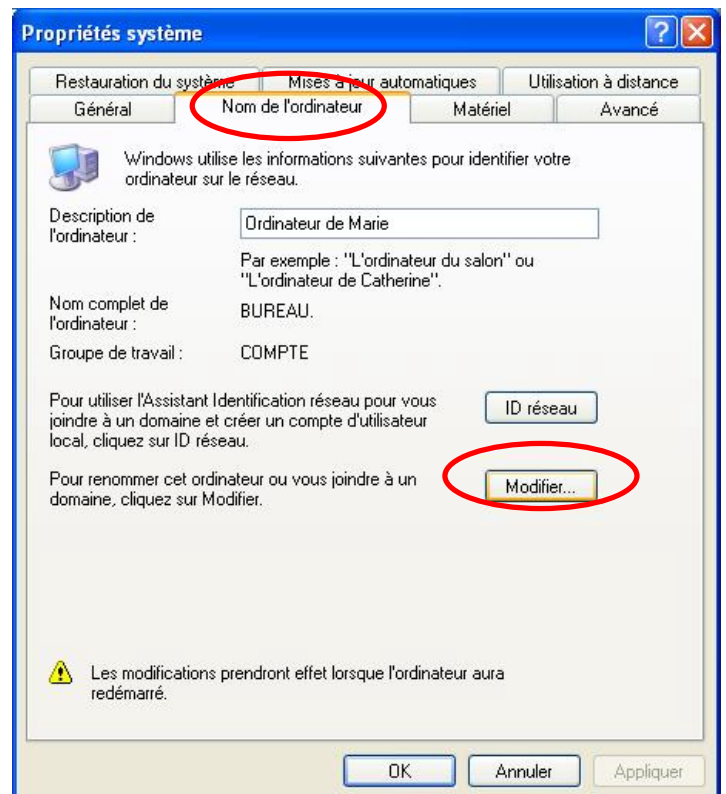 Propriétés système
Restauration du système Mises à jour automatiques Utilisation à distance
Général Nom de l'ordinateur Matériel Avancé
Windows utilise les informations suivantes pour identifier votre
ordinateur sur le réseau.
Description de
l'ordinateur :
Ordinateur de Marie
Par exemple : "L'ordinateur du salon" ou
"L'ordinateur de Catherine".
Nom complet de
l'ordinateur :
BUREAU.
Groupe de travail : COMPTE
Pour utiliser l'Assistant Identification réseau pour vous
joindre à un domaine et créer un compte d'utilisateur
local, cliquez sur ID réseau.
ID réseau
Pour renommer cet ordinateur ou vous joindre à un
domaine, cliquez sur Modifier.
Modifier...
Les modifications prendront effet lorsque l'ordinateur aura
redémarré.
OK Annuler Appliquer